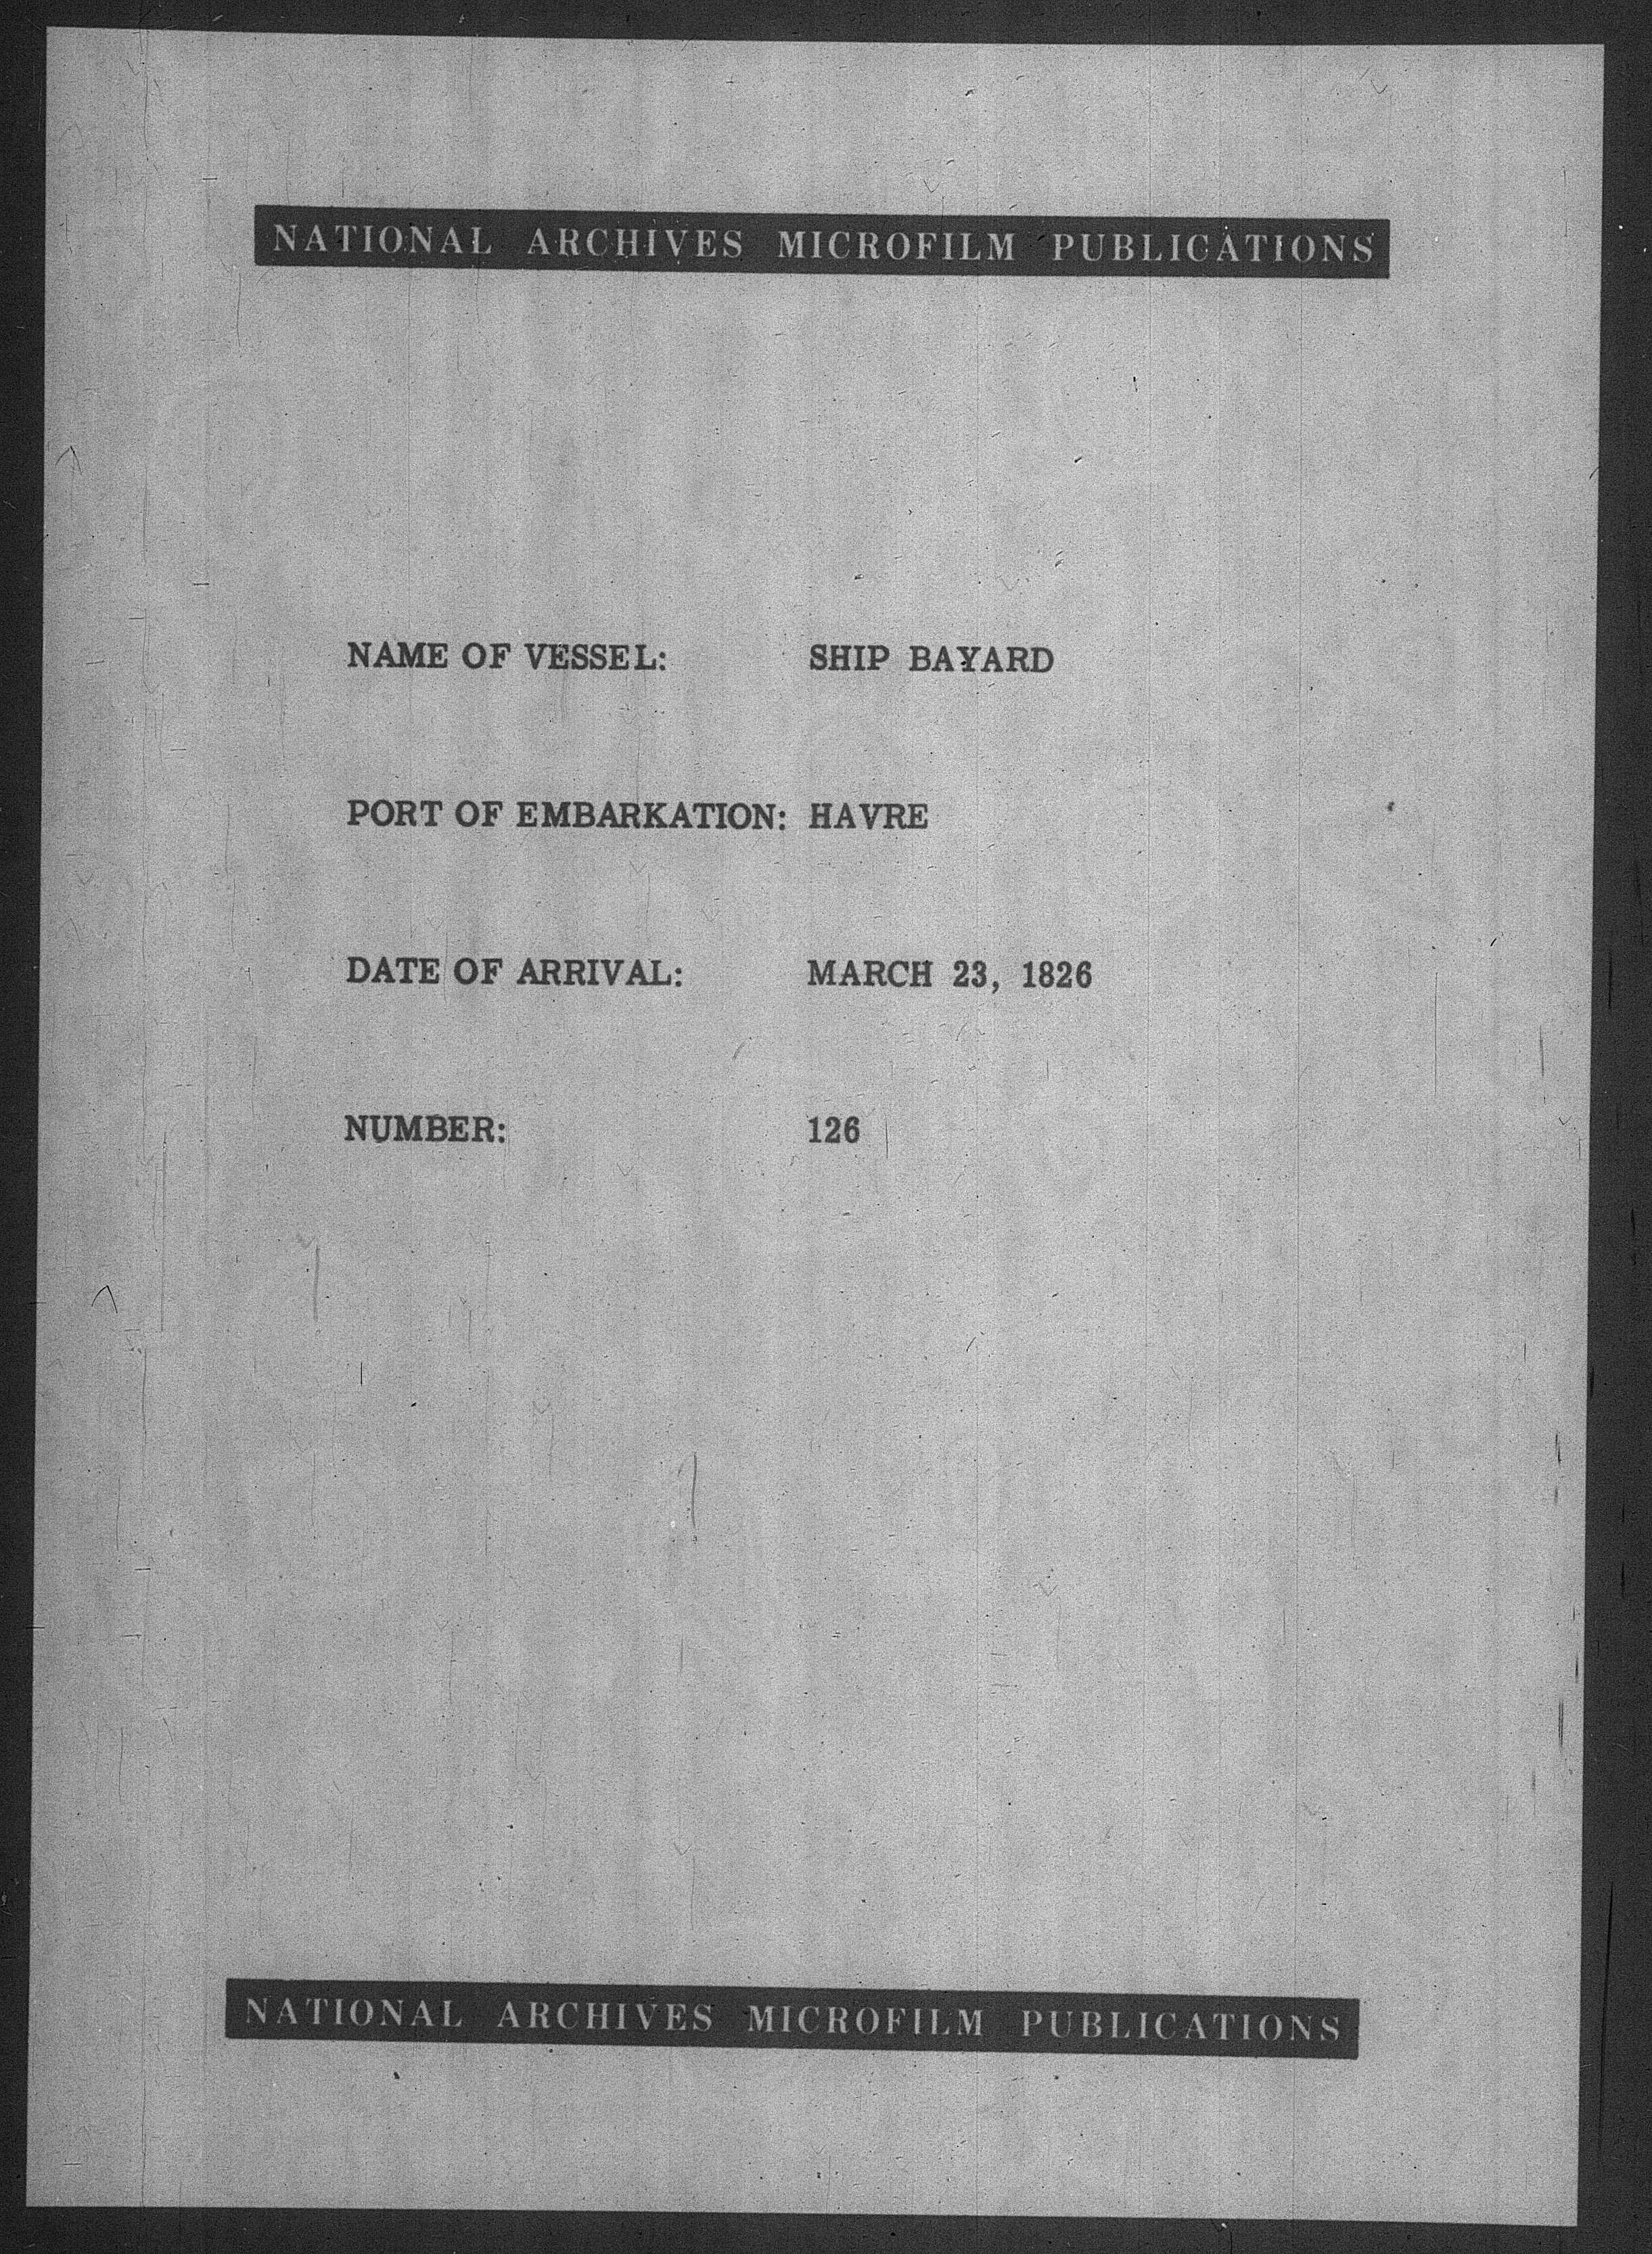 NATIONAL ARCHIVES MICROFILM PUBLICATIONS
NAME OF VESSEL: SHIP BAYARD
PORT OF EMBARKATION: HAVRE
DATE OF ARRIVAL: MARCH 23, 1826
NUMBER: 126
NATIONAL ARCHIVES MICROFILM PUBLICATIONS